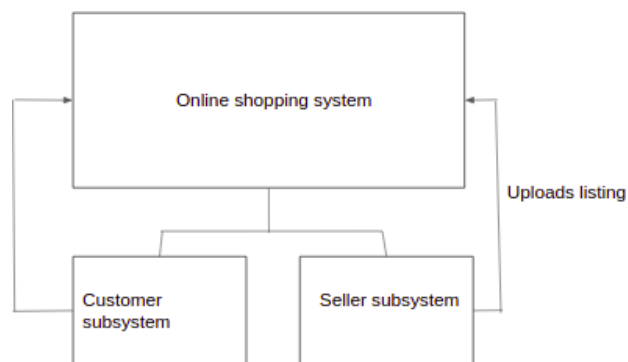 Online shopping system
Uploads listing
Customer
subsystem
Seller subsystem